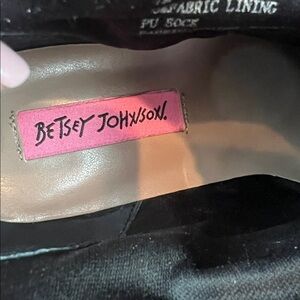 FABRIC LINING
PU SOCK
BETSEY JOHNSON.